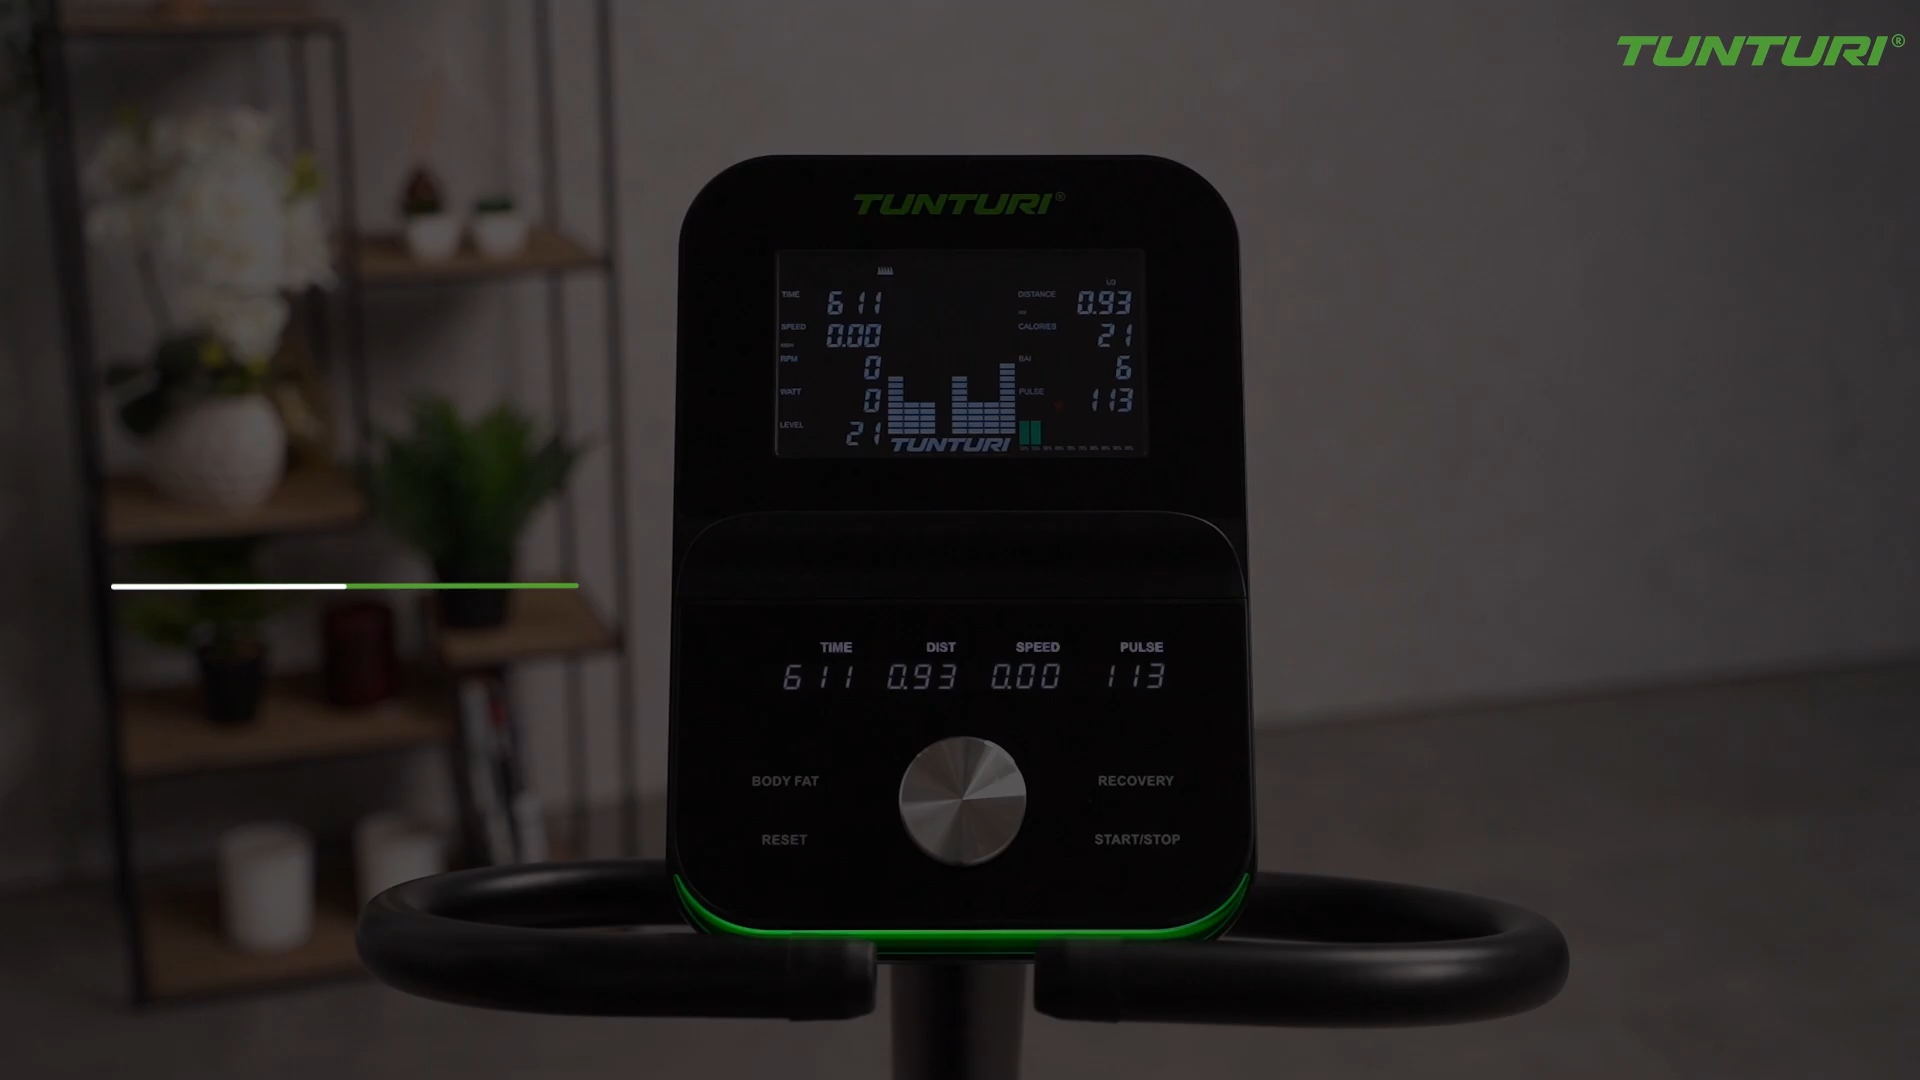 TUNTURI®
TUNTURI®
TIME 6 11
SPEED 0.00
RPM 0
WATT 0
LEVEL 21
DISTANCE 0.93
CALORIES 21
BAI 6
PULSE 113
TUNTURI
TIME DIST SPEED PULSE
6 11 0.93 0.00 113
BODY FAT
RECOVERY
RESET
START/STOP